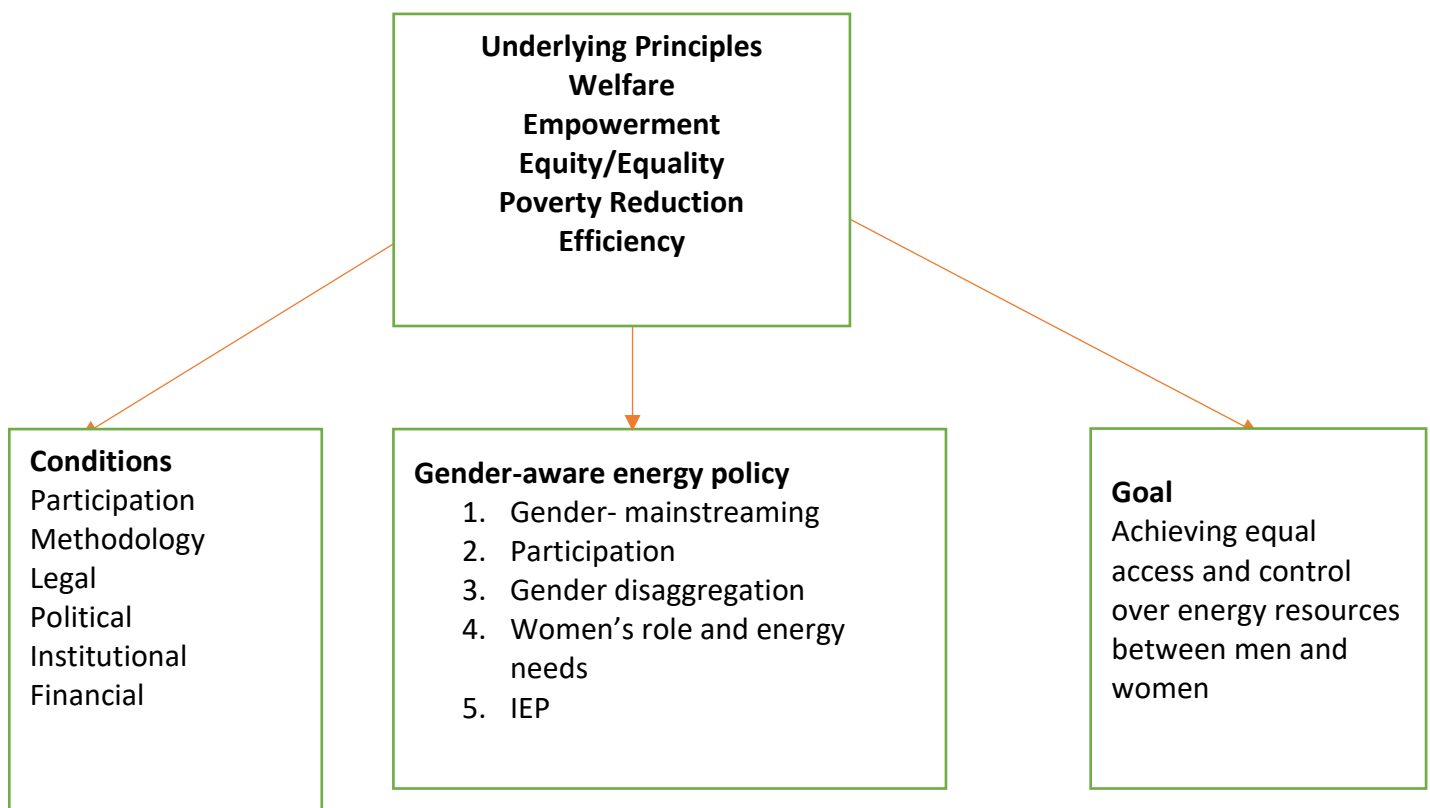 Underlying Principles
Welfare
Empowerment
Equity/Equality
Poverty Reduction
Efficiency
Conditions
Participation
Methodology
Legal
Political
Institutional
Financial
Gender-aware energy policy
1. Gender- mainstreaming
2. Participation
3. Gender disaggregation
4. Women’s role and energy
needs
5. IEP
Goal
Achieving equal
access and control
over energy resources
between men and
women